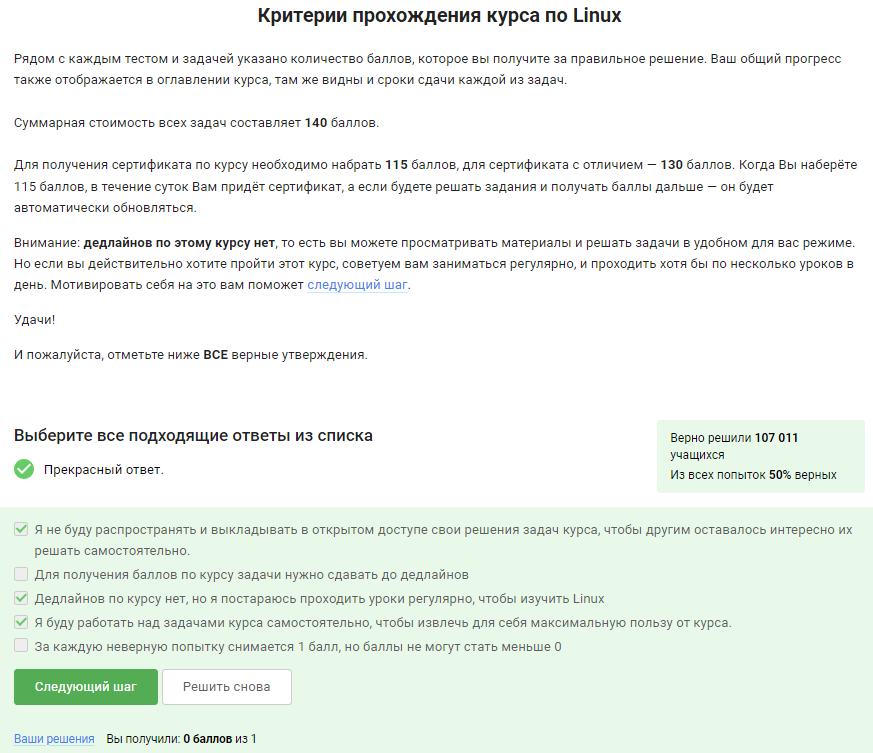 Критерии прохождения курса по Linux
Рядом с каждым тестом и задачей указано количество баллов, которое вы получите за правильное решение. Ваш общий прогресс
также отображается в оглавлении курса, там же видны и сроки сдачи каждой из задач.
Суммарная стоимость всех задач составляет 140 баллов.
Для получения сертификата по курсу необходимо набрать 115 баллов, для сертификата с отличием — 130 баллов. Когда Вы наберёте
115 баллов, в течение суток Вам придёт сертификат, а если будете решать задания и получать баллы дальше — он будет
автоматически обновляться.
Внимание: дедлайнов по этому курсу нет, то есть вы можете просматривать материалы и решать задачи в удобном для вас режиме.
Но если вы действительно хотите пройти этот курс, советуем вам заниматься регулярно, и проходить хотя бы по несколько уроков в
день. Мотивировать себя на это вам поможет следующий шаг.
Удачи!
И пожалуйста, отметьте ниже ВСЕ верные утверждения.
Выберите все подходящие ответы из списка
Прекрасный ответ.
Верно решили 107 011
учащихся
Из всех попыток 50% верных
Я не буду распространять и выкладывать в открытом доступе свои решения задач курса, чтобы другим оставалось интересно их
решать самостоятельно.
Для получения баллов по курсу задачи нужно сдавать до дедлайнов
Дедлайнов по курсу нет, но я постараюсь проходить уроки регулярно, чтобы изучить Linux
Я буду работать над задачами курса самостоятельно, чтобы извлечь для себя максимальную пользу от курса.
За каждую неверную попытку снимается 1 балл, но баллы не могут стать меньше 0
Следующий шаг
Решить снова
Ваши решения Вы получили: 0 баллов из 1